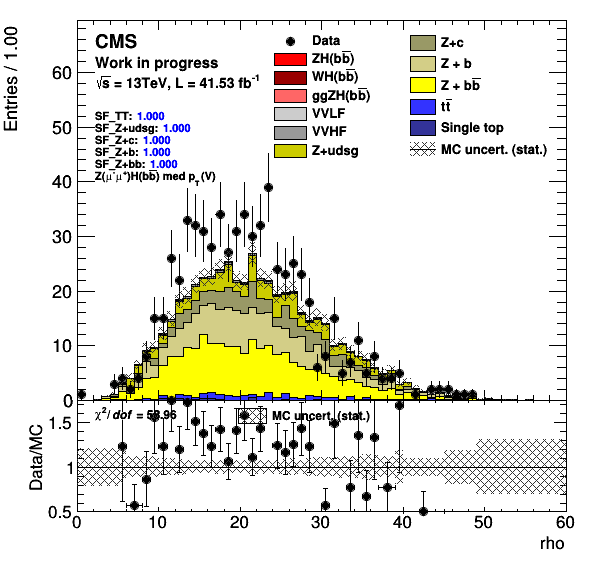 CMS
Work in progress
√s = 13TeV, L = 41.53 fb⁻¹
SF_TT: 1.000
SF_Z+udsg: 1.000
SF_Z+c: 1.000
SF_Z+b: 1.000
SF_Z+bb: 1.000
Z(μ⁻μ⁺)H(bb̅) med p_T(V)
Data
ZH(bb̅)
WH(bb̅)
ggZH(bb̅)
VVLF
VVHF
Z+udsg
Z+c
Z + b
Z + bb̅
tt̅
Single top
MC uncert. (stat.)
Entries / 1.00
60
50
40
30
20
10
0
χ²/dof =
MC uncert. (stat.)
Data/MC
1.5
1
0.5
0 10 20 30 40 50 60
rho